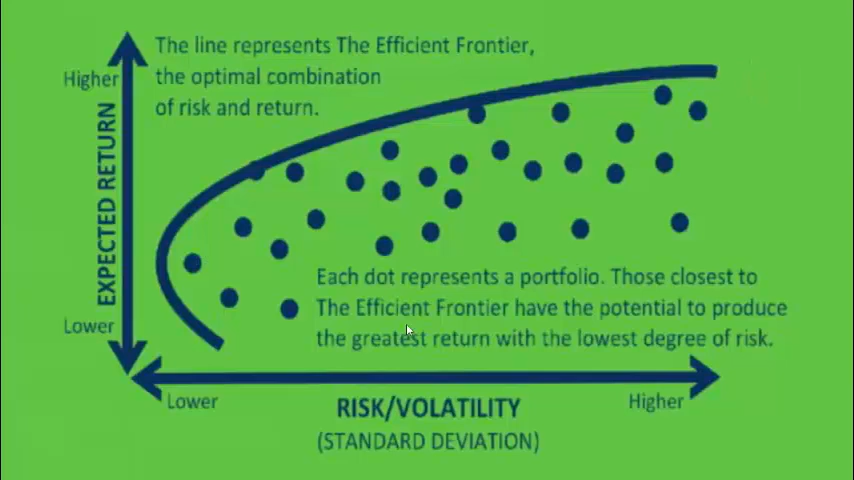 The line represents The Efficient Frontier,
the optimal combination
of risk and return.
Higher
EXPECTED RETURN
Lower
Each dot represents a portfolio. Those closest to
The Efficient Frontier have the potential to produce
the greatest return with the lowest degree of risk.
Lower
Higher
RISK/VOLATILITY
(STANDARD DEVIATION)